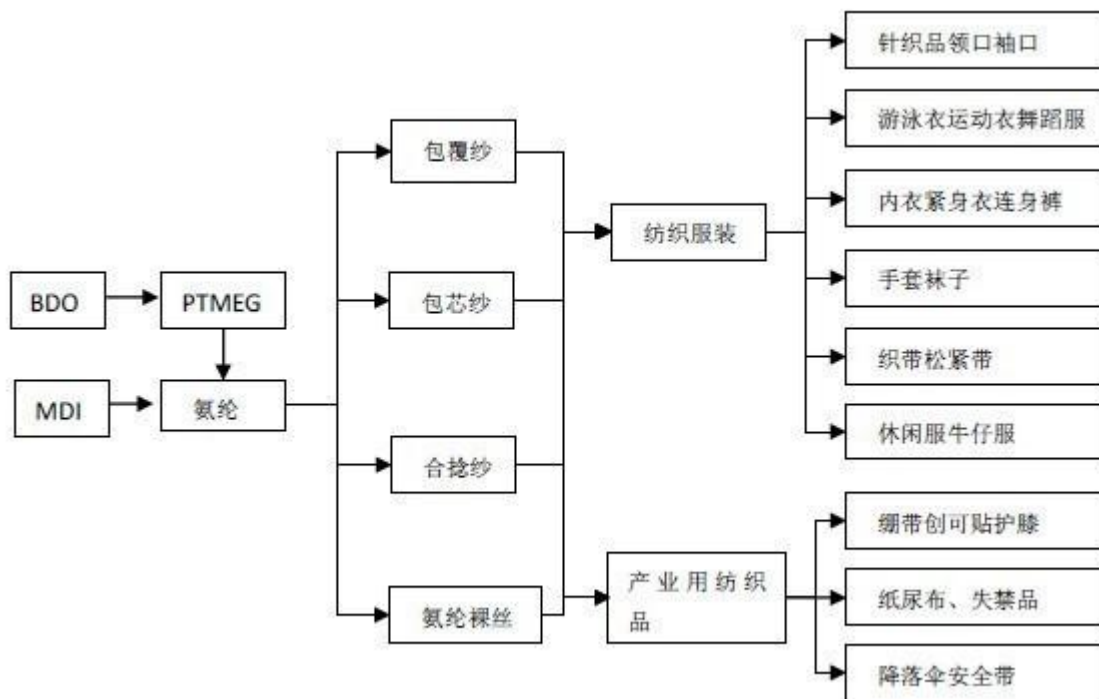 BDO
PTMEG
MDI
氨纶
包覆纱
包芯纱
合捻纱
氨纶裸丝
纺织服装
产业用纺织
品
针织品领口袖口
游泳衣运动衣舞蹈服
内衣紧身衣连身裤
手套袜子
织带松紧带
休闲服牛仔服
绷带创可贴护膝
纸尿布、失禁品
降落伞安全带